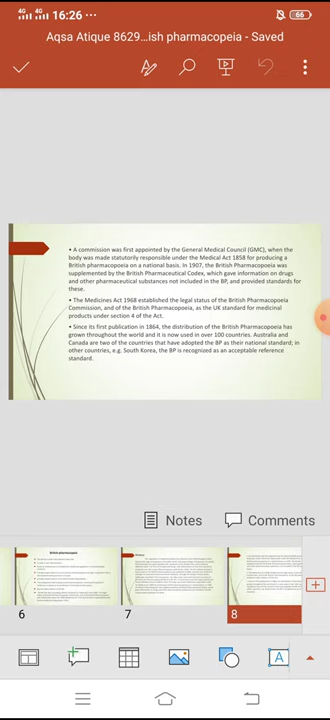 4G 4G 16:26 ... 66
Aqsa Atique 8629...ish pharmacopeia - Saved
• A commission was first appointed by the General Medical Council (GMC), when the
body was made statutorily responsible under the Medical Act 1858 for producing a
British pharmacopoeia on a national basis. In 1907, the British Pharmacopoeia was
supplemented by the British Pharmaceutical Codex, which gave information on drugs
and other pharmaceutical substances not included in the BP, and provided standards for
these.
• The Medicines Act 1968 established the legal status of the British Pharmacopoeia
Commission, and of the British Pharmacopoeia, as the UK standard for medicinal
products under section 4 of the Act.
• Since its first publication in 1864, the distribution of the British Pharmacopoeia has
grown throughout the world and it is now used in over 100 countries. Australia and
Canada are two of the countries that have adopted the BP as their national standard; in
other countries, e.g. South Korea, the BP is recognized as an acceptable reference
standard.
Notes Comments
British pharmacopeia
6 7 8
A